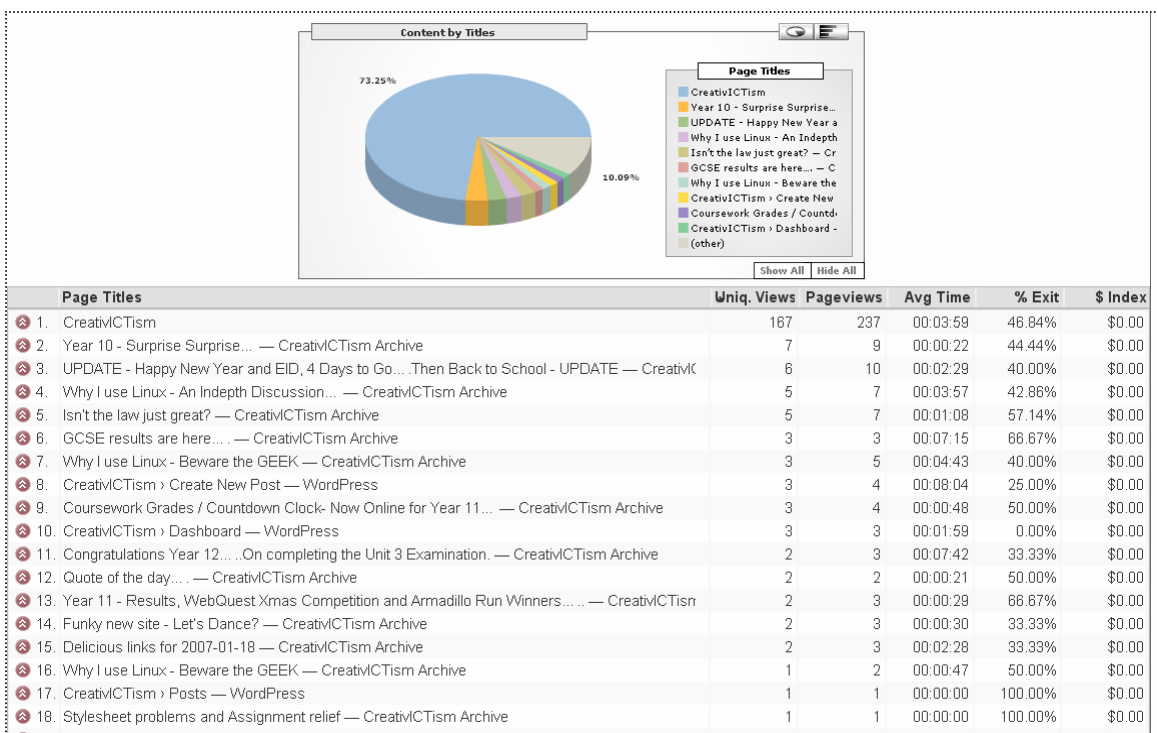 Content by Titles
73.25%
10.09%
Page Titles
CreativICTism
Year 10 - Surprise Surprise...
UPDATE - Happy New Year a
Why I use Linux - An Indepth
Isn't the law just great? — Cr
GCSE results are here.... — C
Why I use Linux - Beware the
CreativICTism › Create New
Coursework Grades / Countd
CreativICTism › Dashboard -
(other)
Show All Hide All
Page Titles Uniq. Views Pageviews Avg Time % Exit $ Index
1. CreativICTism 167 237 00:03:59 46.84% $0.00
2. Year 10 - Surprise Surprise... — CreativICTism Archive 7 9 00:00:22 44.44% $0.00
3. UPDATE - Happy New Year and EID, 4 Days to Go... .Then Back to School - UPDATE — CreativIC 6 10 00:02:29 40.00% $0.00
4. Why I use Linux - An Indepth Discussion... — CreativICTism Archive 5 7 00:03:57 42.86% $0.00
5. Isn't the law just great? — CreativICTism Archive 5 7 00:01:08 57.14% $0.00
6. GCSE results are here... . — CreativICTism Archive 3 3 00:07:15 66.67% $0.00
7. Why I use Linux - Beware the GEEK — CreativICTism Archive 3 5 00:04:43 40.00% $0.00
8. CreativICTism › Create New Post — WordPress 3 4 00:08:04 25.00% $0.00
9. Coursework Grades / Countdown Clock- Now Online for Year 11... — CreativICTism Archive 3 4 00:00:48 50.00% $0.00
10. CreativICTism › Dashboard — WordPress 3 3 00:01:59 0.00% $0.00
11. Congratulations Year 12... ..On completing the Unit 3 Examination. — CreativICTism Archive 2 3 00:07:42 33.33% $0.00
12. Quote of the day... . — CreativICTism Archive 2 2 00:00:21 50.00% $0.00
13. Year 11 - Results, WebQuest Xmas Competition and Armadillo Run Winners... .. — CreativICTism 2 3 00:00:29 66.67% $0.00
14. Funky new site - Let's Dance? — CreativICTism Archive 2 3 00:00:30 33.33% $0.00
15. Delicious links for 2007-01-18 — CreativICTism Archive 2 3 00:02:28 33.33% $0.00
16. Why I use Linux - Beware the GEEK — CreativICTism Archive 1 2 00:00:47 50.00% $0.00
17. CreativICTism › Posts — WordPress 1 1 00:00:00 100.00% $0.00
18. Stylesheet problems and Assignment relief — CreativICTism Archive 1 1 00:00:00 100.00% $0.00